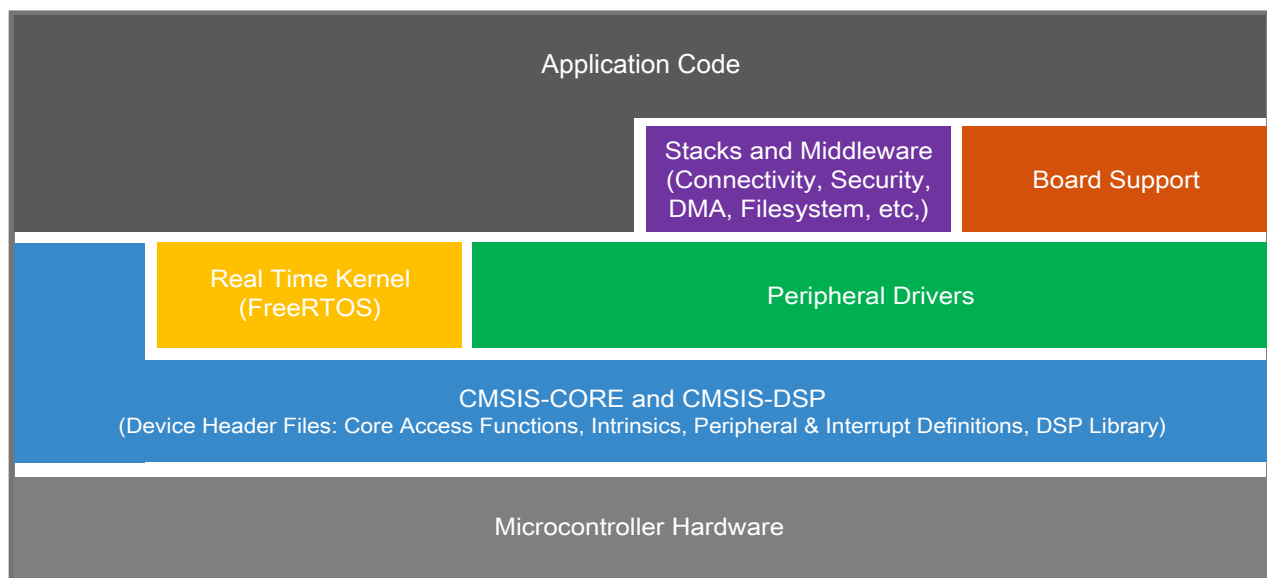 Application Code
Stacks and Middleware
(Connectivity, Security,
DMA, Filesystem, etc,)
Board Support
Real Time Kernel
(FreeRTOS)
Peripheral Drivers
CMSIS-CORE and CMSIS-DSP
(Device Header Files: Core Access Functions, Intrinsics, Peripheral & Interrupt Definitions, DSP Library)
Microcontroller Hardware